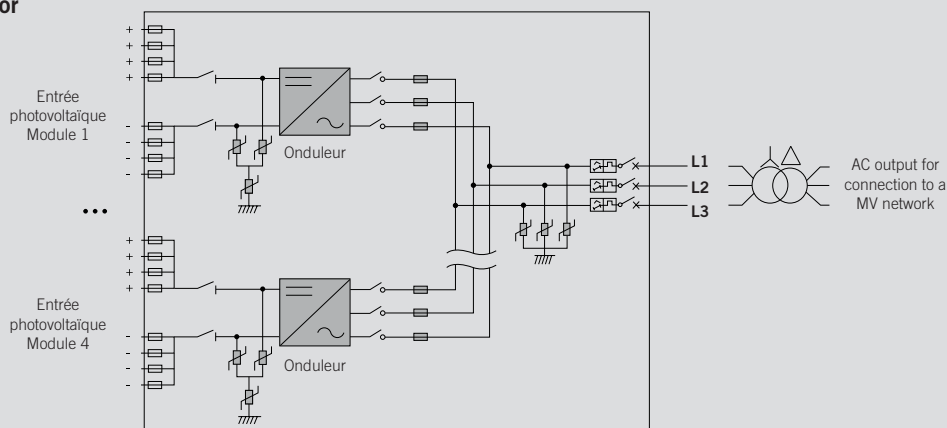 or
+
+
+
+
Entrée
photovoltaïque
Module 1
-
-
-
-
Onduleur
...
L1
L2
L3
AC output for
connection to a
MV network
+
+
+
+
Entrée
photovoltaïque
Module 4
-
-
-
-
Onduleur